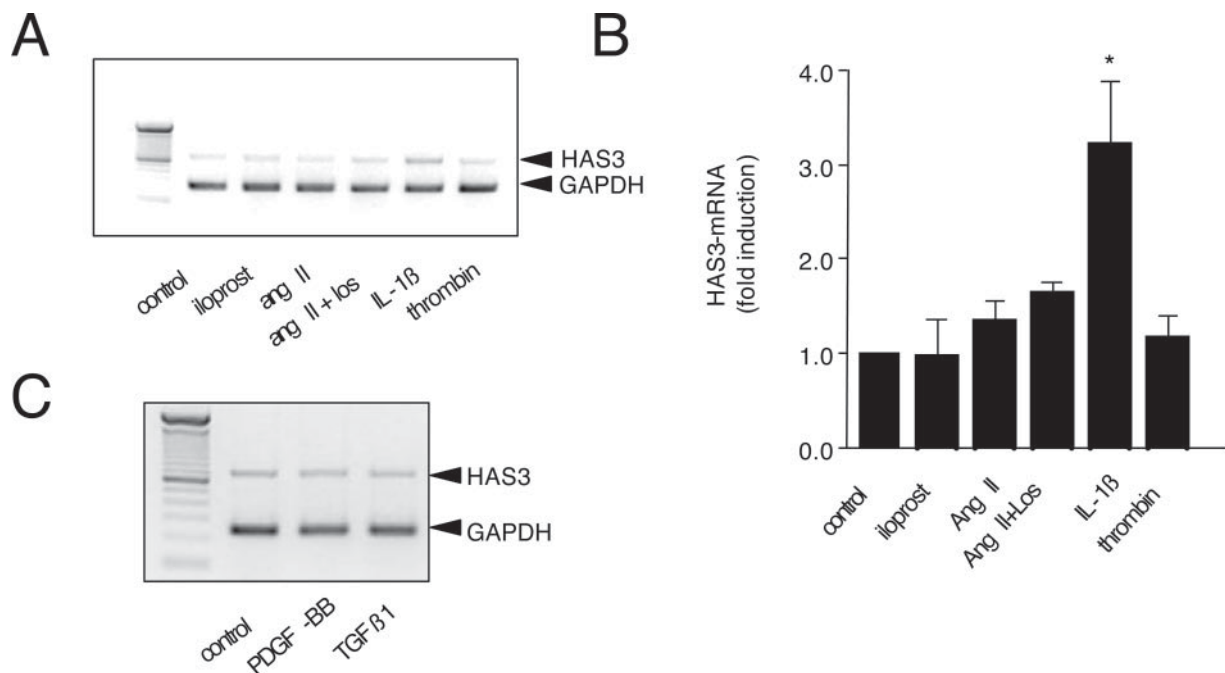 A
HAS3
GAPDH
control
iloprost
ang II
ang II + los
IL-1ß
thrombin
B
*
4.0
3.0
2.0
1.0
0.0
HAS3-mRNA
(fold induction)
control
iloprost
Ang II
Ang II+Los
IL-1ß
thrombin
C
HAS3
GAPDH
control
PDGF-BB
TGFß1